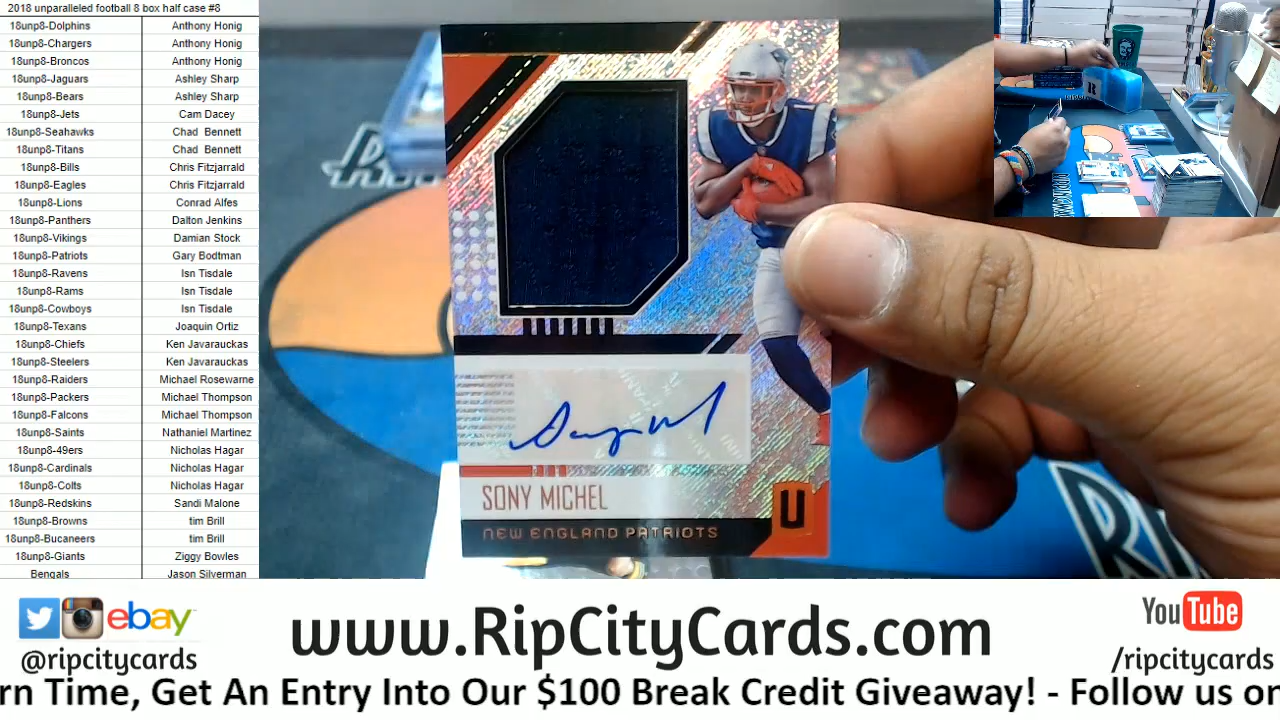 2018 unparalleled football 8 box half case #8
18unp8-Dolphins Anthony Honig
18unp8-Chargers Anthony Honig
18unp8-Broncos Anthony Honig
18unp8-Jaguars Ashley Sharp
18unp8-Bears Ashley Sharp
18unp8-Jets Cam Dacey
18unp8-Seahawks Chad Bennett
18unp8-Titans Chad Bennett
18unp8-Bills Chris Fitzjarrald
18unp8-Eagles Chris Fitzjarrald
18unp8-Lions Conrad Alfes
18unp8-Panthers Dalton Jenkins
18unp8-Vikings Damian Stock
18unp8-Patriots Gary Bodtman
18unp8-Ravens Isn Tisdale
18unp8-Rams Isn Tisdale
18unp8-Cowboys Isn Tisdale
18unp8-Texans Joaquin Ortiz
18unp8-Chiefs Ken Javarauckas
18unp8-Steelers Ken Javarauckas
18unp8-Raiders Michael Rosewarne
18unp8-Packers Michael Thompson
18unp8-Falcons Michael Thompson
18unp8-Saints Nathaniel Martinez
18unp8-49ers Nicholas Hagar
18unp8-Cardinals Nicholas Hagar
18unp8-Colts Nicholas Hagar
18unp8-Redskins Sandi Malone
18unp8-Browns tim Brill
18unp8-Bucaneers tim Brill
18unp8-Giants Ziggy Bowles
Bengals Jason Silverman
1
SONY MICHEL
U
NEW ENGLAND PATRIOTS
RI
ebay
@ripcitycards
www.RipCityCards.com
YouTube
/ripcitycards
rn Time, Get An Entry Into Our $100 Break Credit Giveaway! - Follow us on